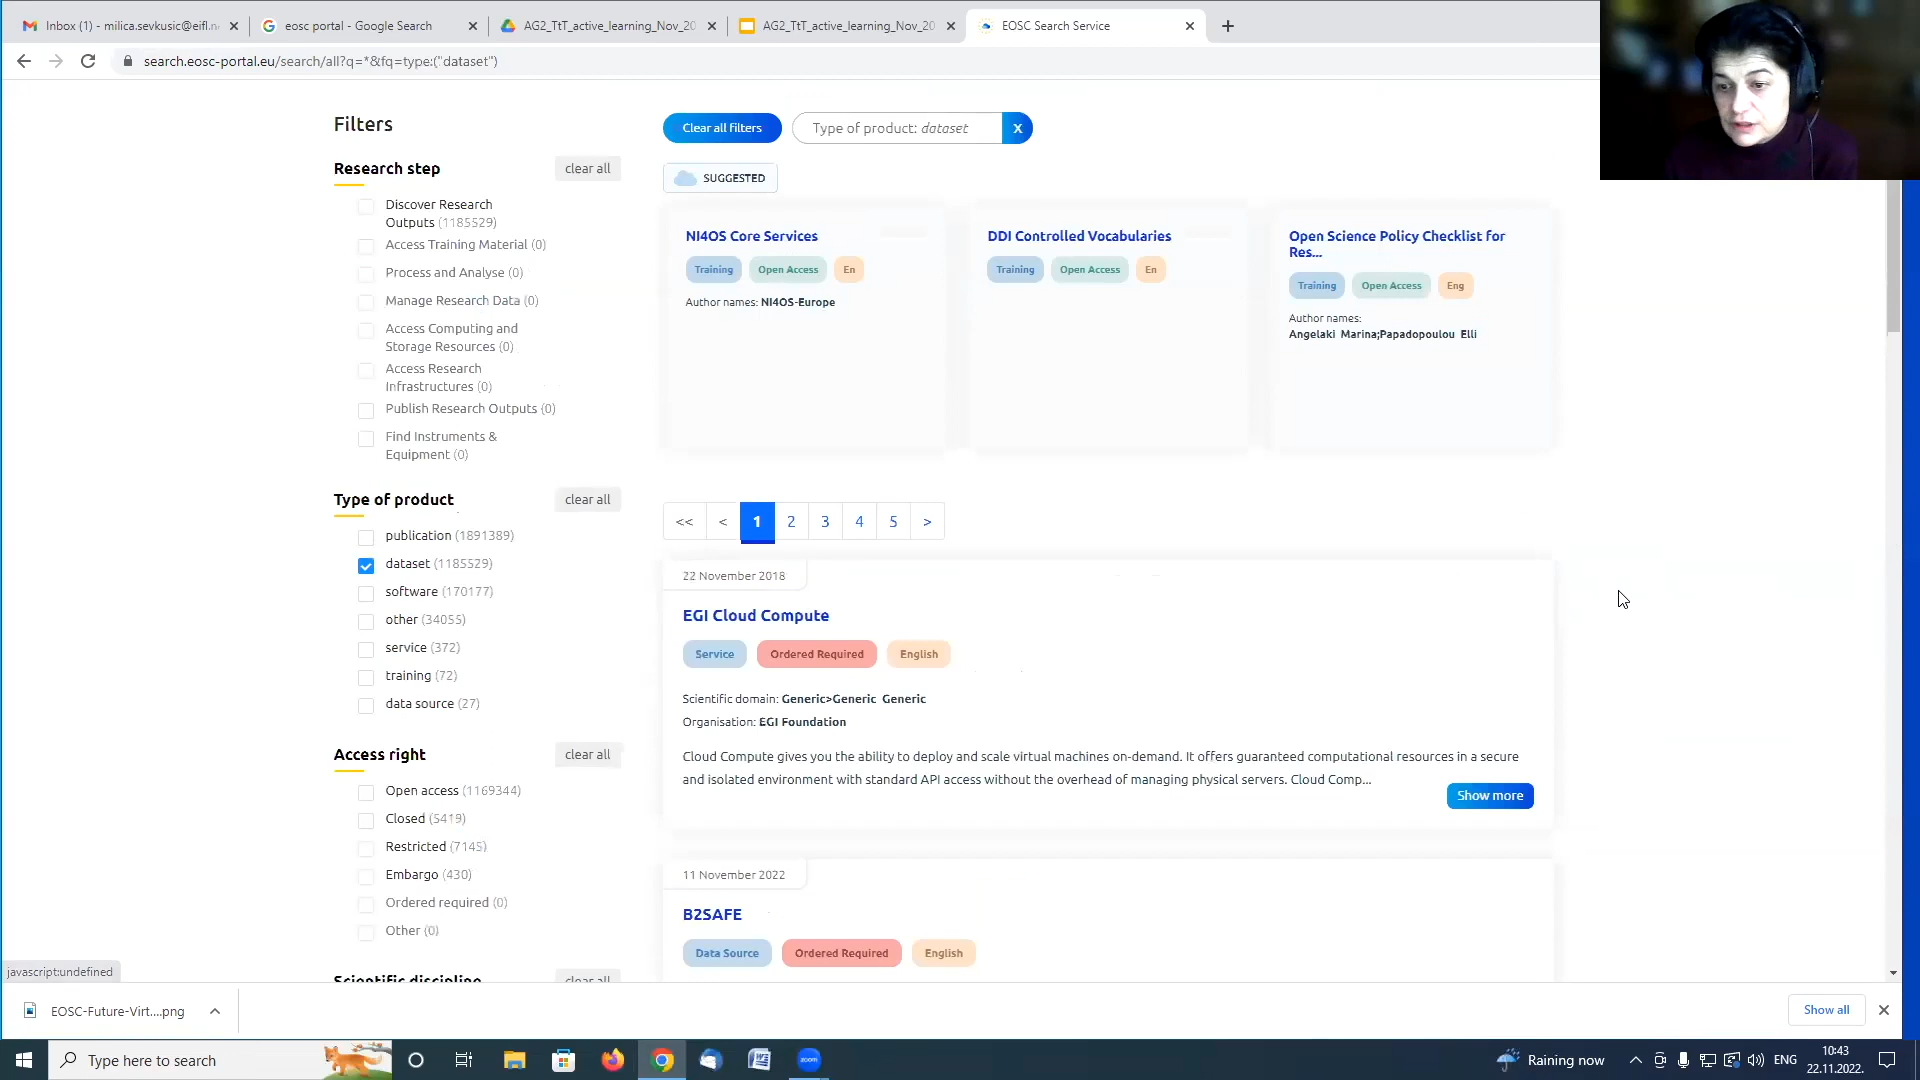 Inbox (1) - milica.sevkusic@eifl.n
eosc portal - Google Search
AG2_TtT_active_learning_Nov_20
AG2_TtT_active_learning_Nov_20
EOSC Search Service
search.eosc-portal.eu/search/all?q=*&fq=type:("dataset")
Filters
Clear all filters
Type of product: dataset
X
Research step
clear all
SUGGESTED
Discover Research
Outputs (1185529)
Access Training Material (0)
Process and Analyse (0)
Manage Research Data (0)
Access Computing and
Storage Resources (0)
Access Research
Infrastructures (0)
Publish Research Outputs (0)
Find Instruments &
Equipment (0)
NI4OS Core Services
Training
Open Access
En
Author names: NI4OS-Europe
DDI Controlled Vocabularies
Training
Open Access
En
Open Science Policy Checklist for
Res...
Training
Open Access
Eng
Author names:
Angelaki Marina;Papadopoulou Elli
Type of product
clear all
publication (1891389)
dataset (1185529)
software (170177)
other (34055)
service (372)
training (72)
data source (27)
<< < 1 2 3 4 5 >
22 November 2018
EGI Cloud Compute
Service
Ordered Required
English
Scientific domain: Generic>Generic Generic
Organisation: EGI Foundation
Cloud Compute gives you the ability to deploy and scale virtual machines on-demand. It offers guaranteed computational resources in a secure
and isolated environment with standard API access without the overhead of managing physical servers. Cloud Comp...
Show more
Access right
clear all
Open access (1169344)
Closed (5419)
Restricted (7145)
Embargo (430)
Ordered required (0)
Other (0)
11 November 2022
B2SAFE
Data Source
Ordered Required
English
Scientific discipline
clear all
javascript:undefined
EOSC-Future-Virt....png
Show all
Type here to search
zoom
Raining now
ENG
10:43
22.11.2022.